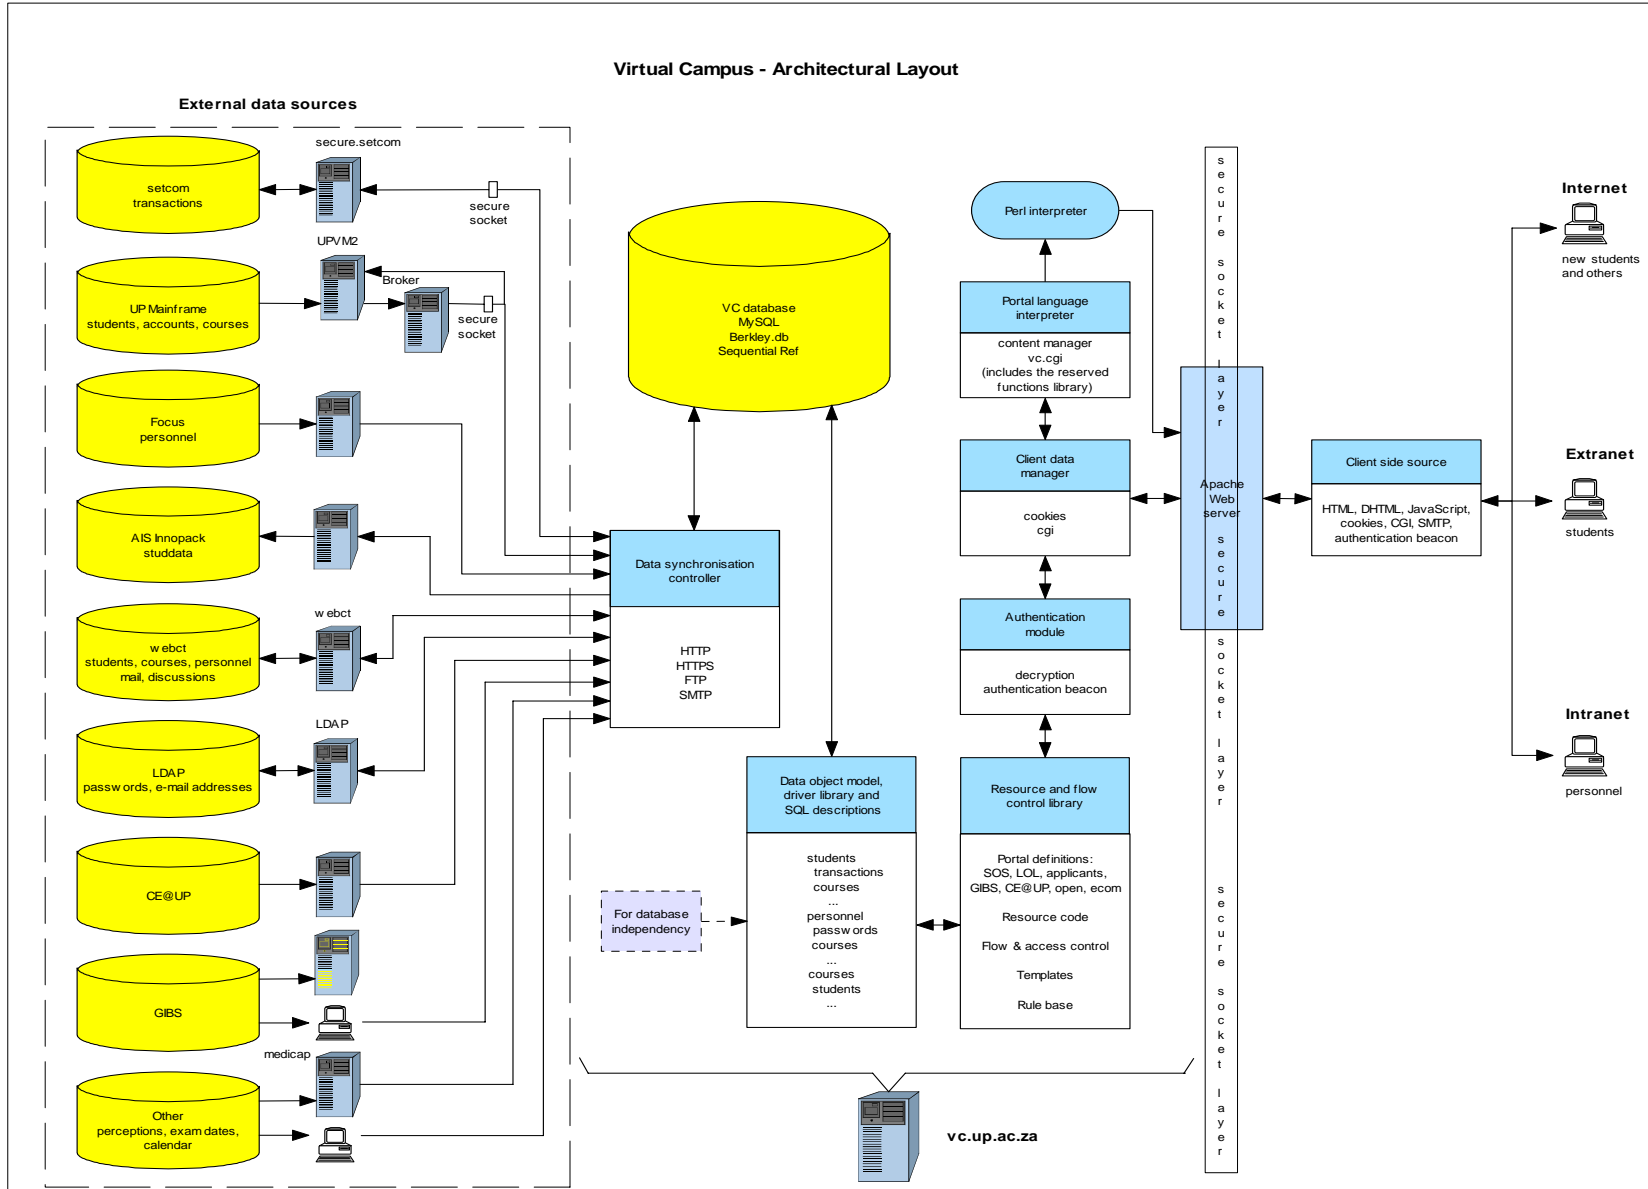 Virtual Campus - Architectural Layout
External data sources
secure.setcom
setcom
transactions
secure
socket
UPVM2
Broker
UP Mainframe
students, accounts, courses
secure
socket
Focus
personnel
AIS Innopack
studdata
webct
webct
students, courses, personnel
mail, discussions
LDAP
LDAP
passwords, e-mail addresses
CE@UP
GIBS
medicap
Other
perceptions, exam dates,
calendar
VC database
MySQL
Berkley.db
Sequential Ref
Data synchronisation
controller
HTTP
HTTPS
FTP
SMTP
For database
independency
Data object model,
driver library and
SQL descriptions
students
transactions
courses
...
personnel
passwords
courses
...
courses
students
...
Perl interpreter
Portal language
interpreter
content manager
vc.cgi
(includes the reserved
functions library)
Client data
manager
cookies
cgi
Authentication
module
decryption
authentication beacon
Resource and flow
control library
Portal definitions:
SOS, LOL, applicants,
GIBS, CE@UP, open, ecom
Resource code
Flow & access control
Templates
Rule base
vc.up.ac.za
secure socket layer
Apache
Web
server
secure socket layer
secure socket layer
Client side source
HTML, DHTML, JavaScript,
cookies, CGI, SMTP,
authentication beacon
Internet
new students
and others
Extranet
students
Intranet
personnel